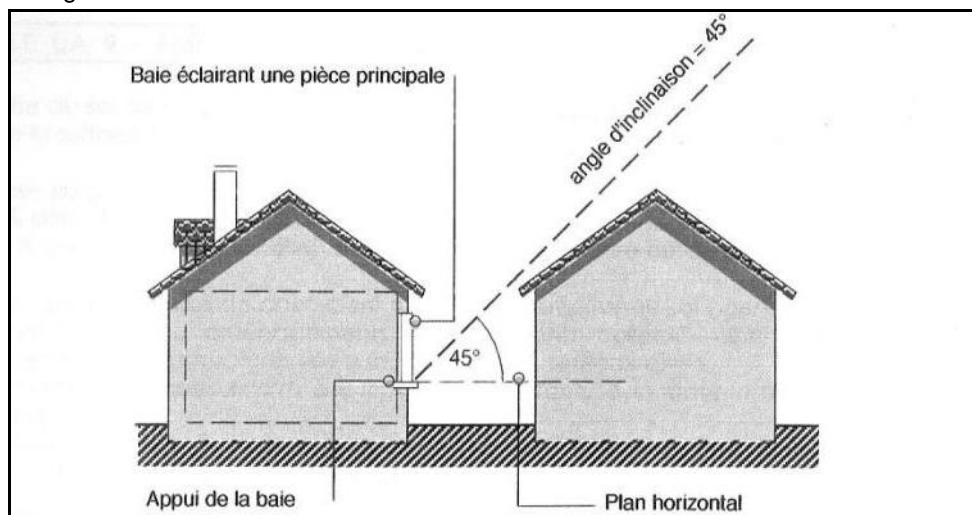 angle d'inclinaison = 45°
Baie éclairant une pièce principale
45°
Appui de la baie
Plan horizontal